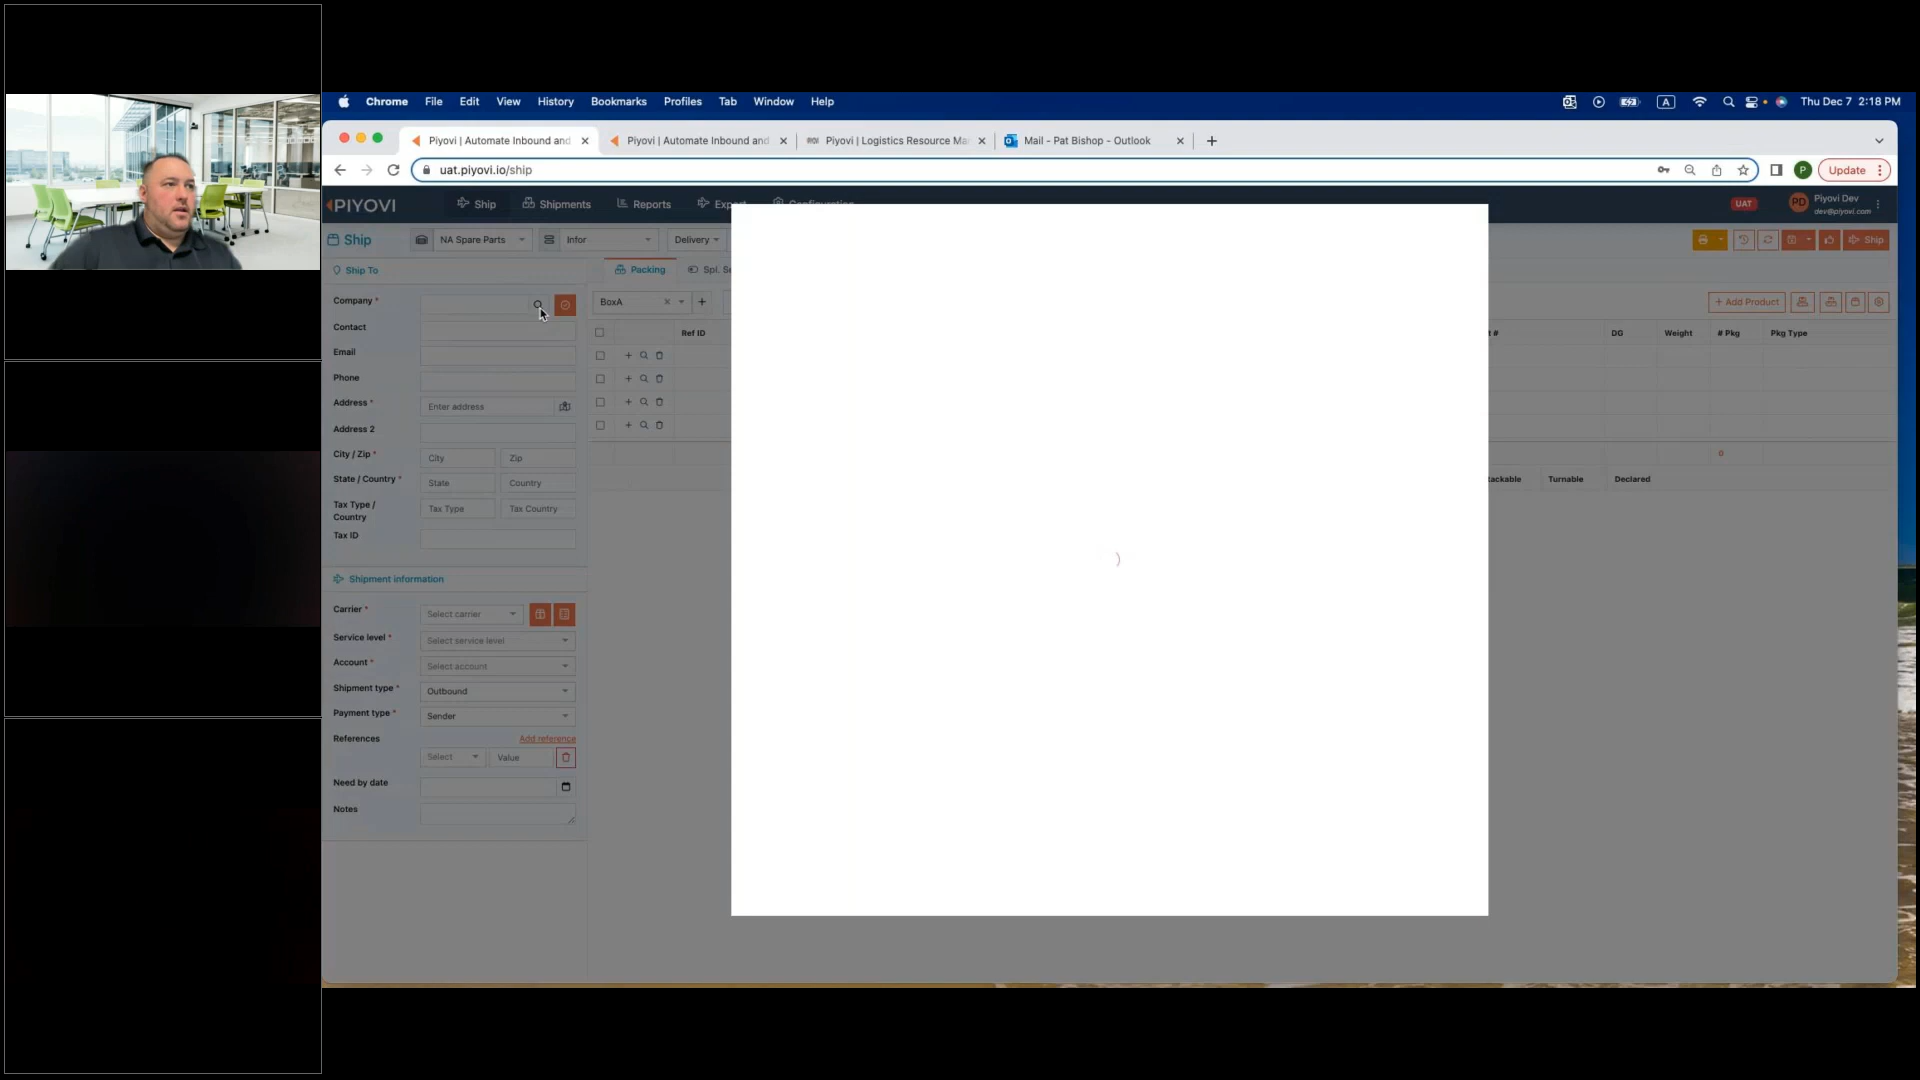 Chrome File Edit View History Bookmarks Profiles Tab Window Help
A Thu Dec 7 2:18 PM
Piyovi | Automate Inbound and
Piyovi | Automate Inbound and
Piyovi | Logistics Resource Ma
Mail - Pat Bishop - Outlook
uat.piyovi.io/ship
P
Update
PIYOVI
Ship
Shipments
Reports
UAT
PD
Piyovi Dev
dev@piyovi.com
Ship
NA Spare Parts
Infor
Delivery
Ship
Ship To
Packing
Company *
BoxA
+ Add Product
Contact
Ref ID
DG
Weight
# Pkg
Pkg Type
Email
Phone
Address *
Enter address
Address 2
City / Zip *
City
Zip
0
State / Country *
State
Country
Turnable
Declared
Tax Type /
Country
Tax Type
Tax Country
Tax ID
Shipment information
Carrier *
Select carrier
Service level *
Select service level
Account *
Select account
Shipment type *
Outbound
Payment type *
Sender
References
Add reference
Select
Value
Need by date
Notes